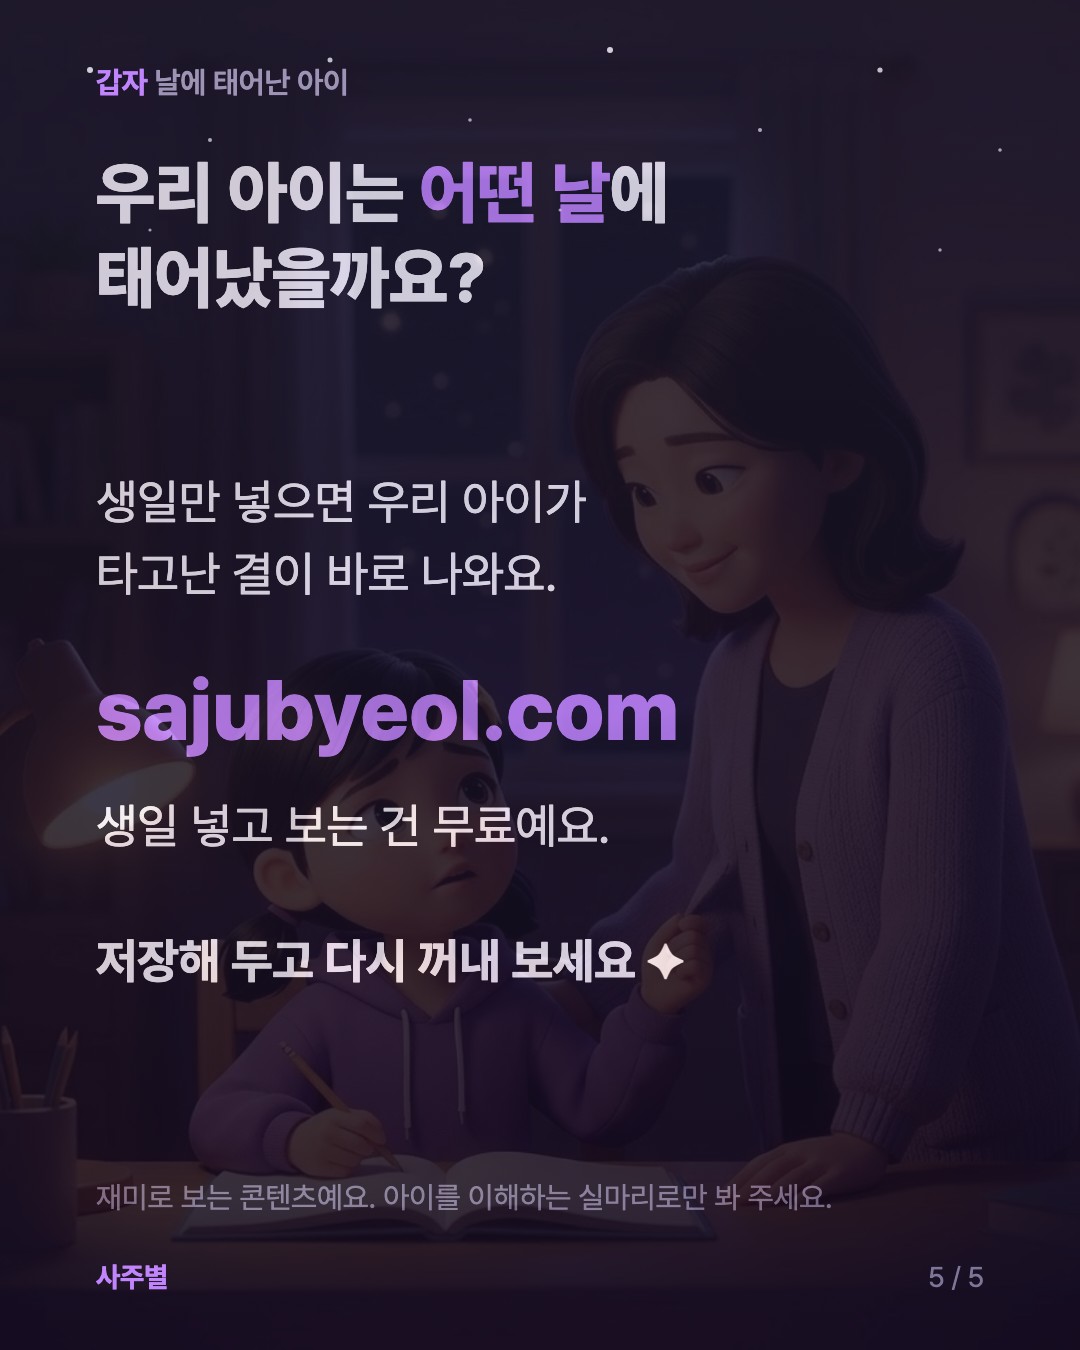 갑자 날에 태어난 아이
우리 아이는 어떤 날에
태어났을까요?
생일만 넣으면 우리 아이가
타고난 결이 바로 나와요.
sajubyeol.com
생일 넣고 보는 건 무료예요.
저장해 두고 다시 꺼내 보세요 ✦
재미로 보는 콘텐츠예요. 아이를 이해하는 실마리로만 봐 주세요.
사주별
5 / 5